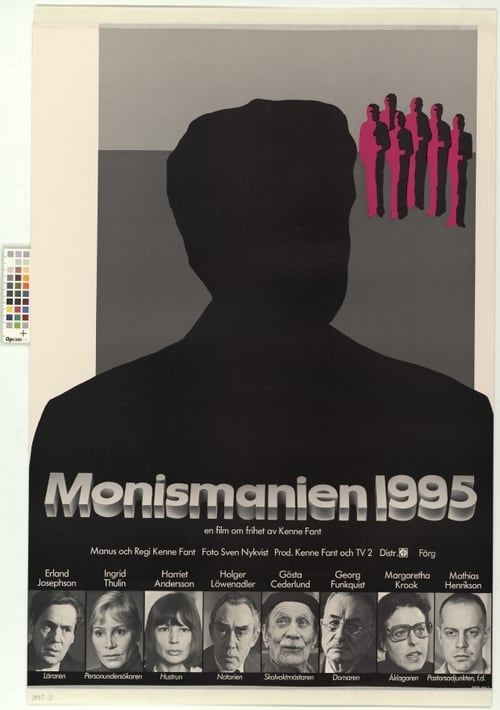 Monismanien 1995
en film om frihet av Kenne Fant
Manus och Regi Kenne Fant Foto Sven Nykvist Prod. Kenne Fant och TV 2 Distr. Färg
Erland Josephson
Ingrid Thulin
Harriet Andersson
Holger Löwenadler
Gösta Cederlund
Georg Funkquist
Margaretha Krook
Mathias Henrikson
Läraren
Personundersökaren
Hustrun
Notarien
Skolvaktmästaren
Domaren
Åklagaren
Pastorsadjunkten, f.d.
Opcus